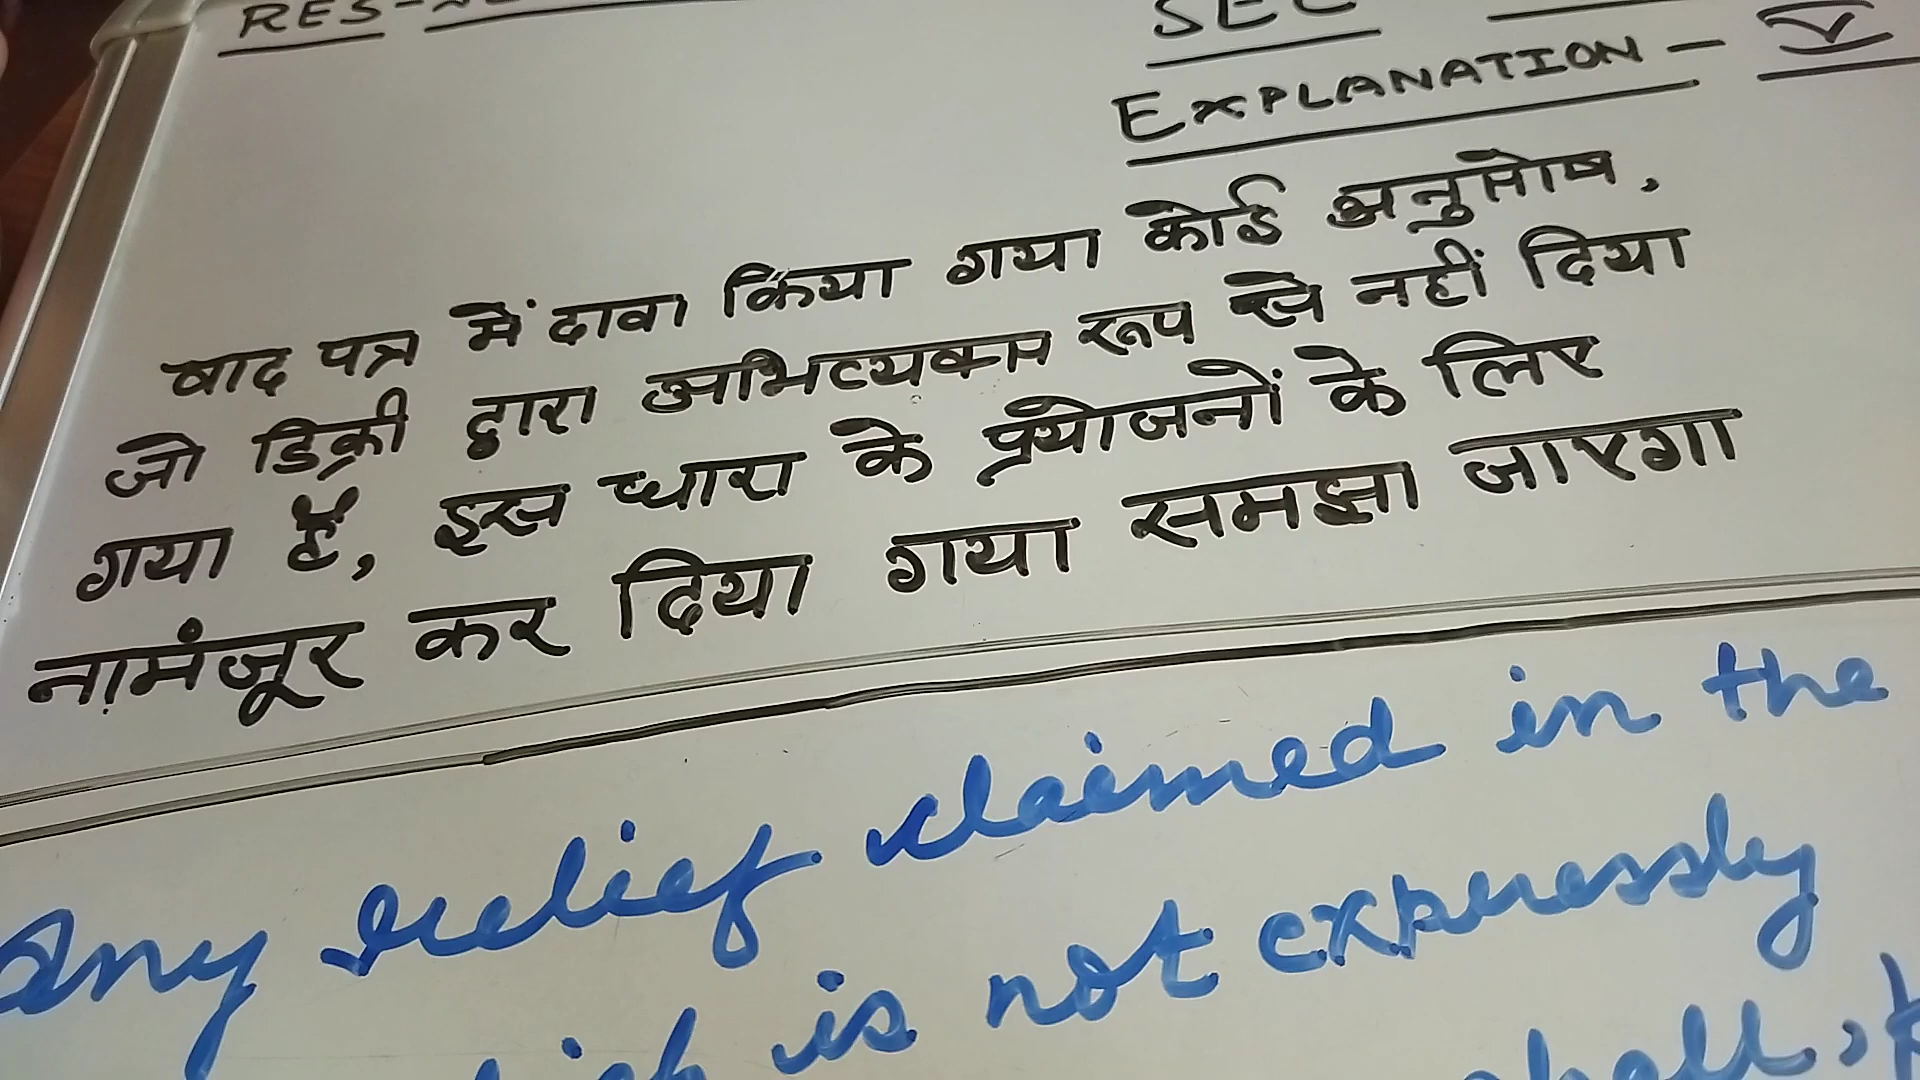 RES-
SEC
EXPLANATION - V
वाद पत्र में दावा किया गया कोई अनुतोष,
जो डिक्री द्वारा अभिव्यक्त रूप से नहीं दिया
गया है, इस धारा के प्रयोजनों के लिए
नामंजूर कर दिया गया समझा जाएगा
Any relief claimed in the
is not expressly
shall,